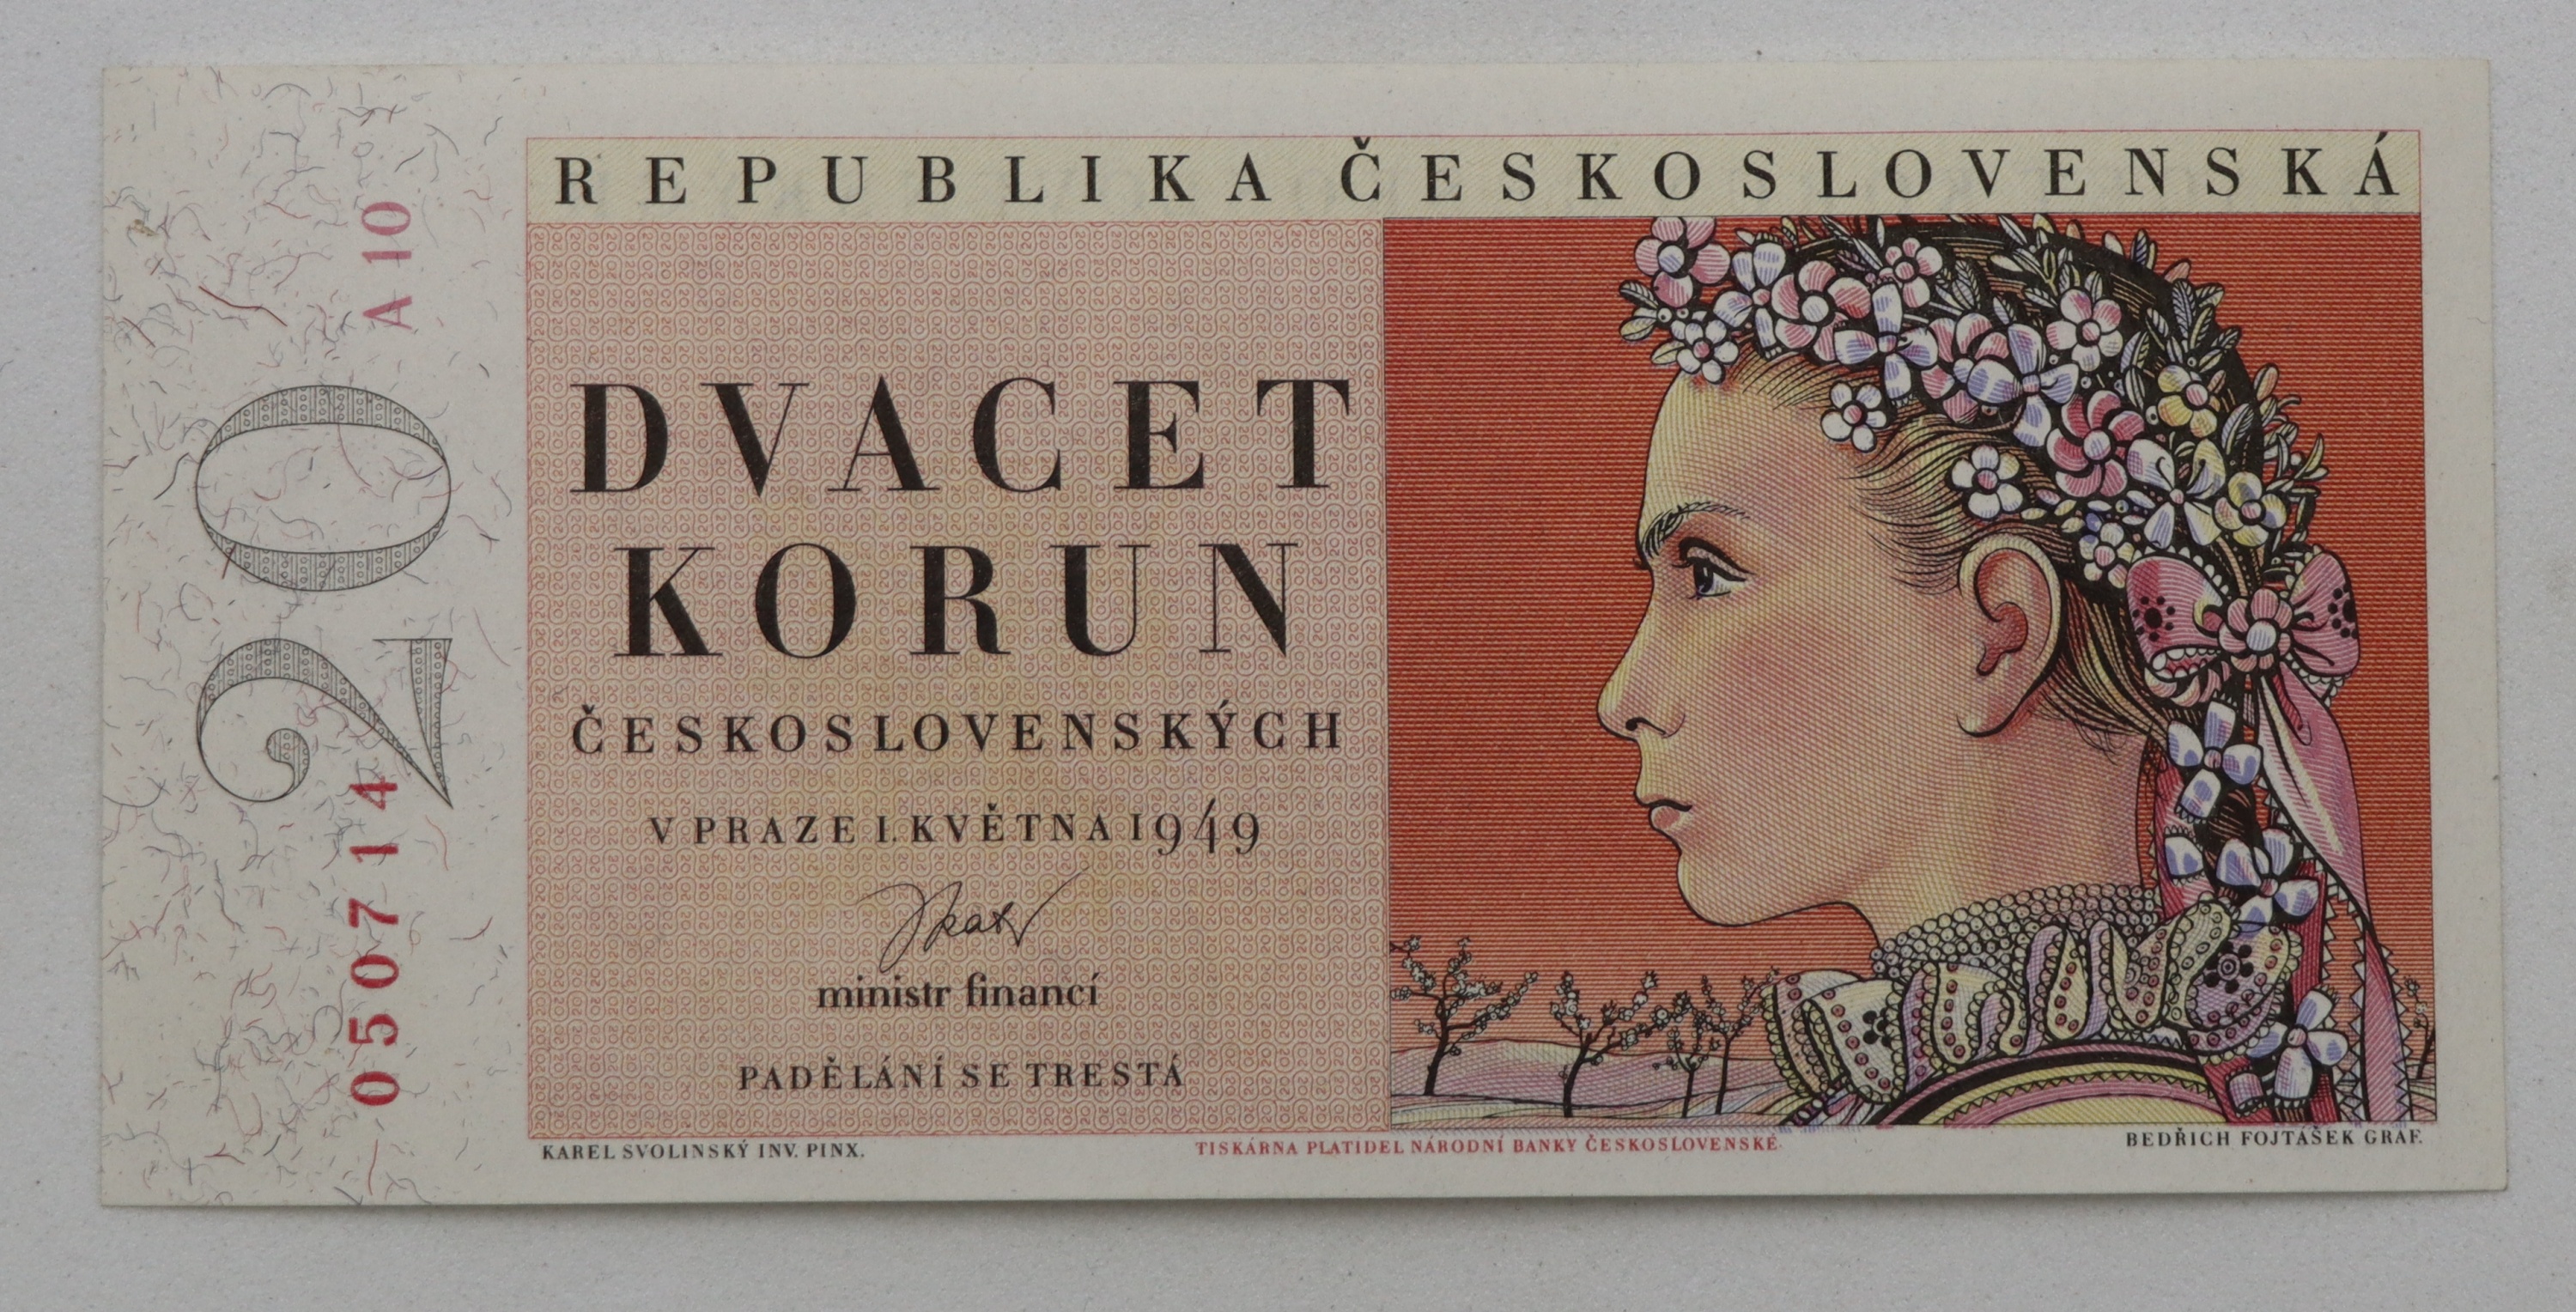 REPUBLIKA ČESKOSLOVENSKÁ
A 10
20
050714
DVACET
KORUN
ČESKOSLOVENSKÝCH
V PRAZE 1. KVĚTNA 1949
ministr financí
PADĚLÁNÍ SE TRESTÁ
KAREL SVOLINSKÝ INV. PINX.
TISKÁRNA PLATIDEL NÁRODNÍ BANKY ČESKOSLOVENSKÉ.
BEDŘICH FOJTÁŠEK GRAF.